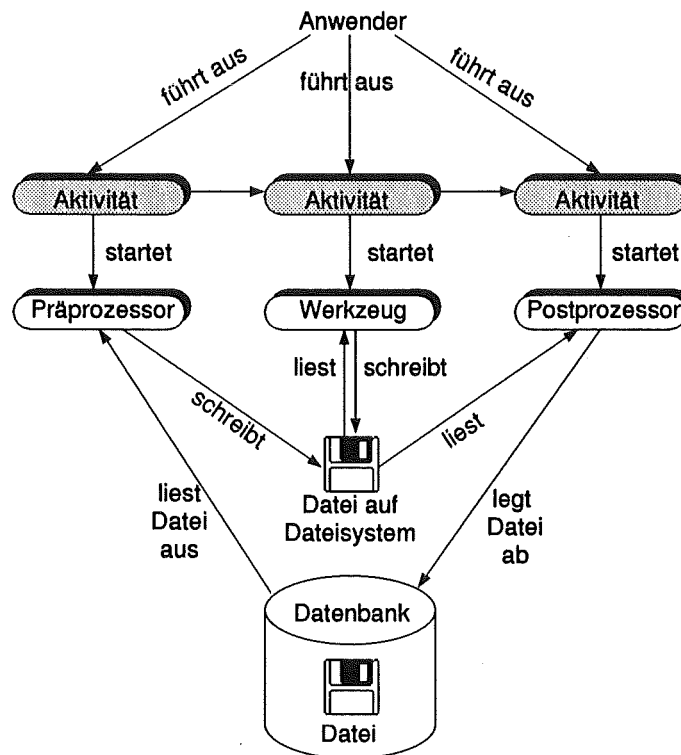 Anwender
führt aus
führt aus
führt aus
Aktivität
Aktivität
Aktivität
startet
startet
startet
Präprozessor
Werkzeug
Postprozessor
liest
schreibt
schreibt
liest
Datei auf
Dateisystem
liest
Datei
aus
legt
Datei
ab
Datenbank
Datei